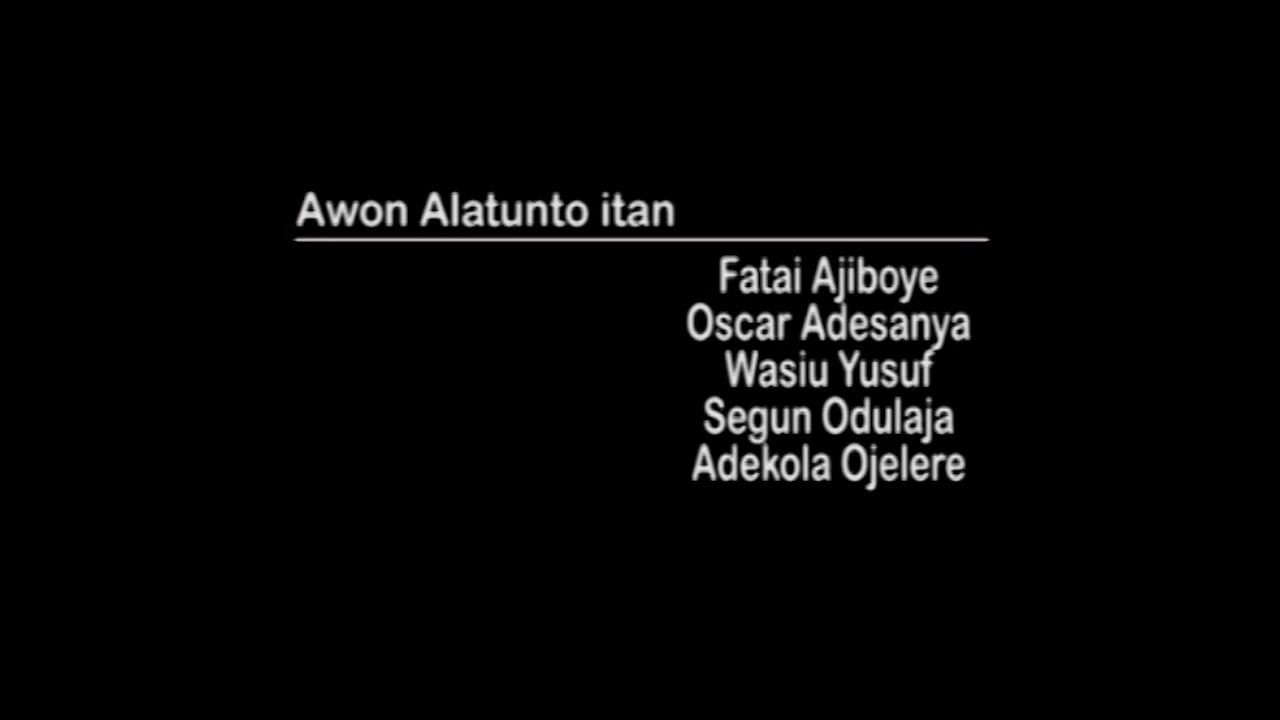 Awon Alatunto itan
Fatai Ajiboye
Oscar Adesanya
Wasiu Yusuf
Segun Odulaja
Adekola Ojelere